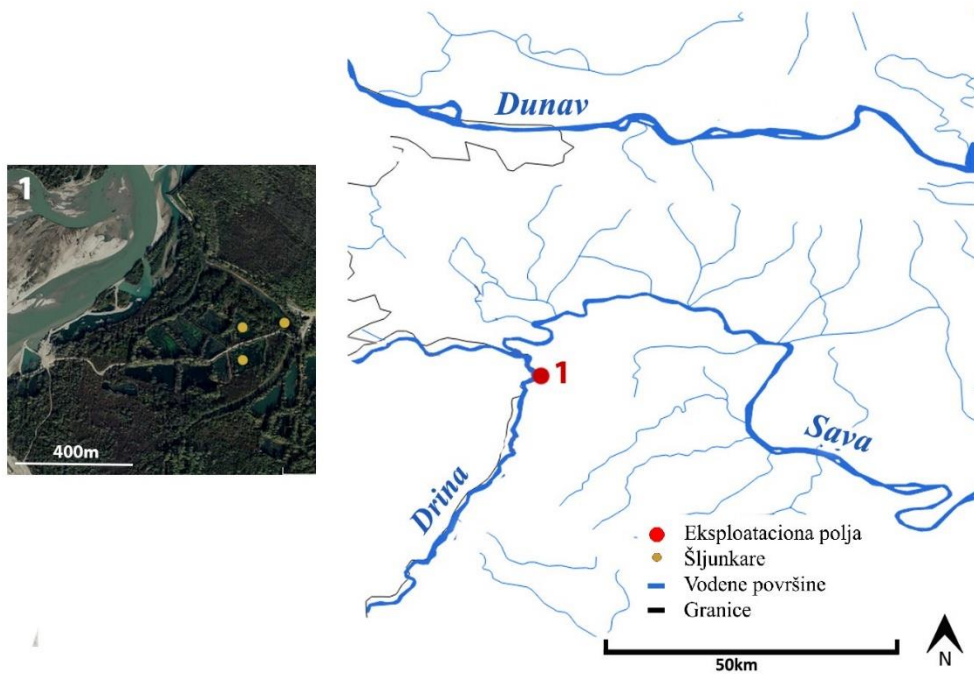 1
400m
Dunav
1
Sava
Drina
Eksploataciona polja
Šljunkare
Vodene površine
Granice
50km
N